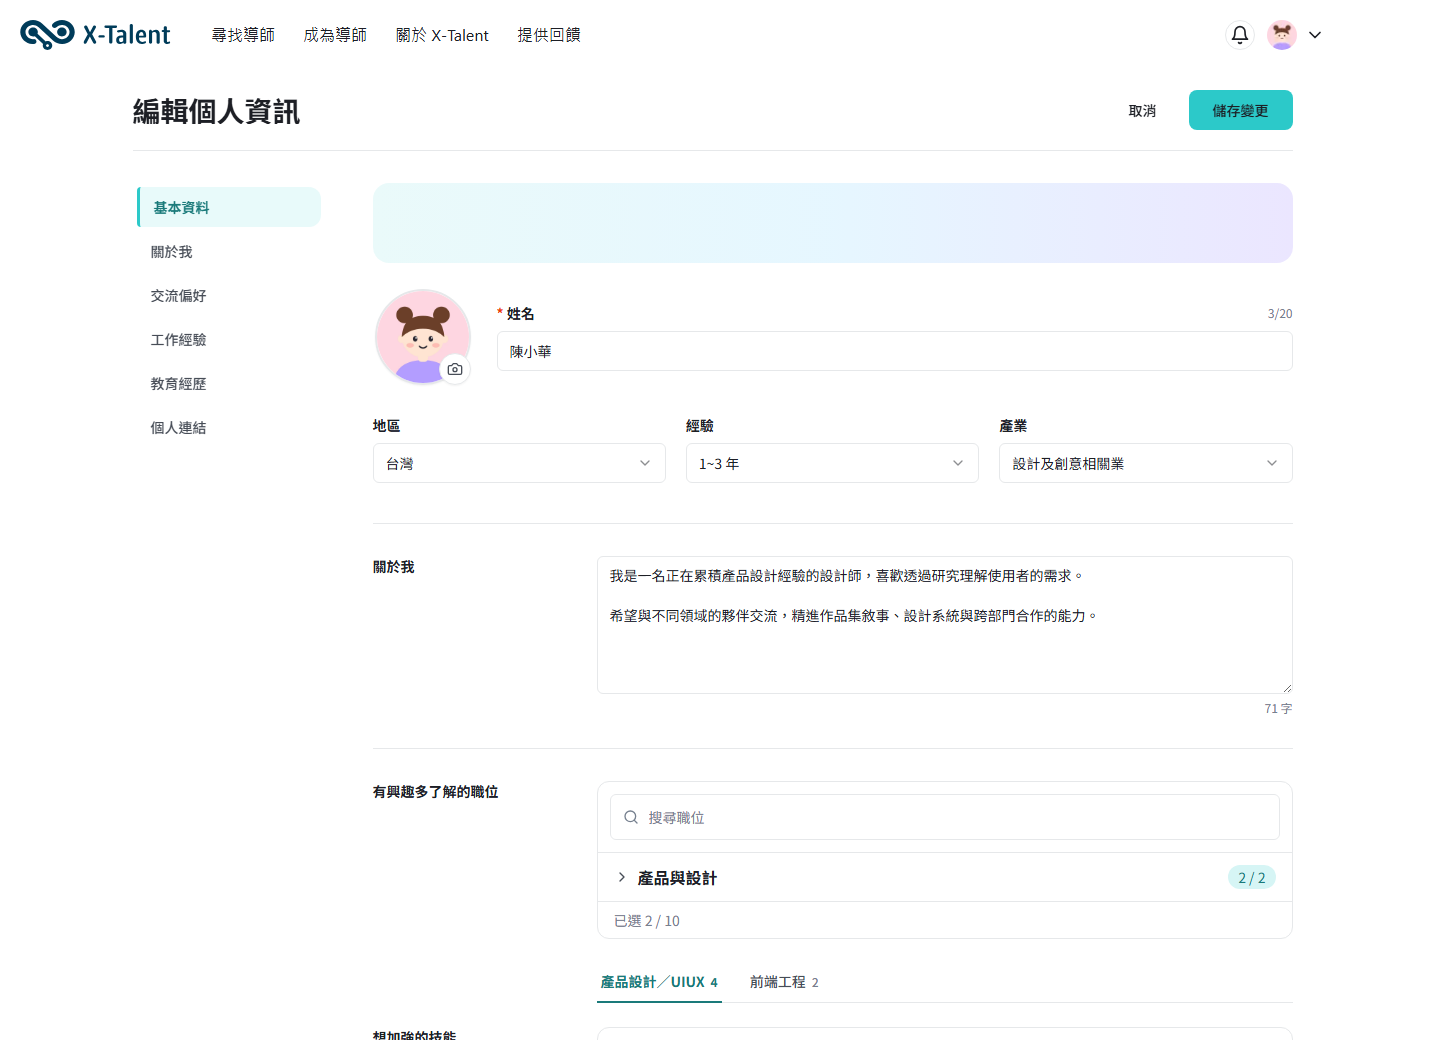 X-Talent
尋找導師
成為導師
關於 X-Talent
提供回饋
編輯個人資訊
取消
儲存變更
基本資料
關於我
交流偏好
工作經驗
教育經歷
個人連結
* 姓名
3/20
陳小華
地區
經驗
產業
台灣
1~3 年
設計及創意相關業
關於我
我是一名正在累積產品設計經驗的設計師，喜歡透過研究理解使用者的需求。
希望與不同領域的夥伴交流，精進作品集敘事、設計系統與跨部門合作的能力。
71 字
有興趣多了解的職位
搜尋職位
產品與設計
2 / 2
已選 2 / 10
產品設計／UIUX 4
前端工程 2
想加強的技能